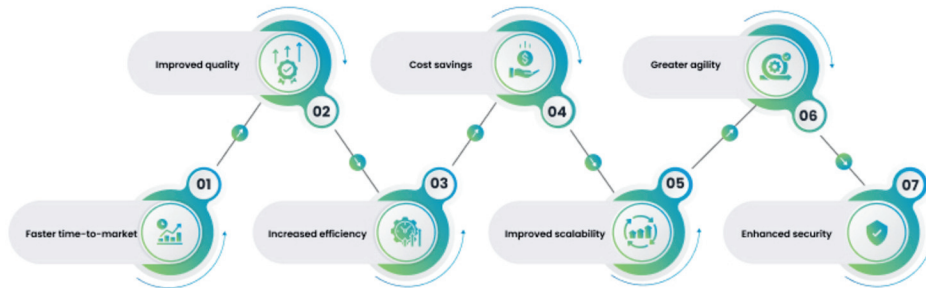 01
Faster time-to-market
02
Improved quality
03
Increased efficiency
04
Cost savings
$
05
Improved scalability
06
Greater agility
07
Enhanced security